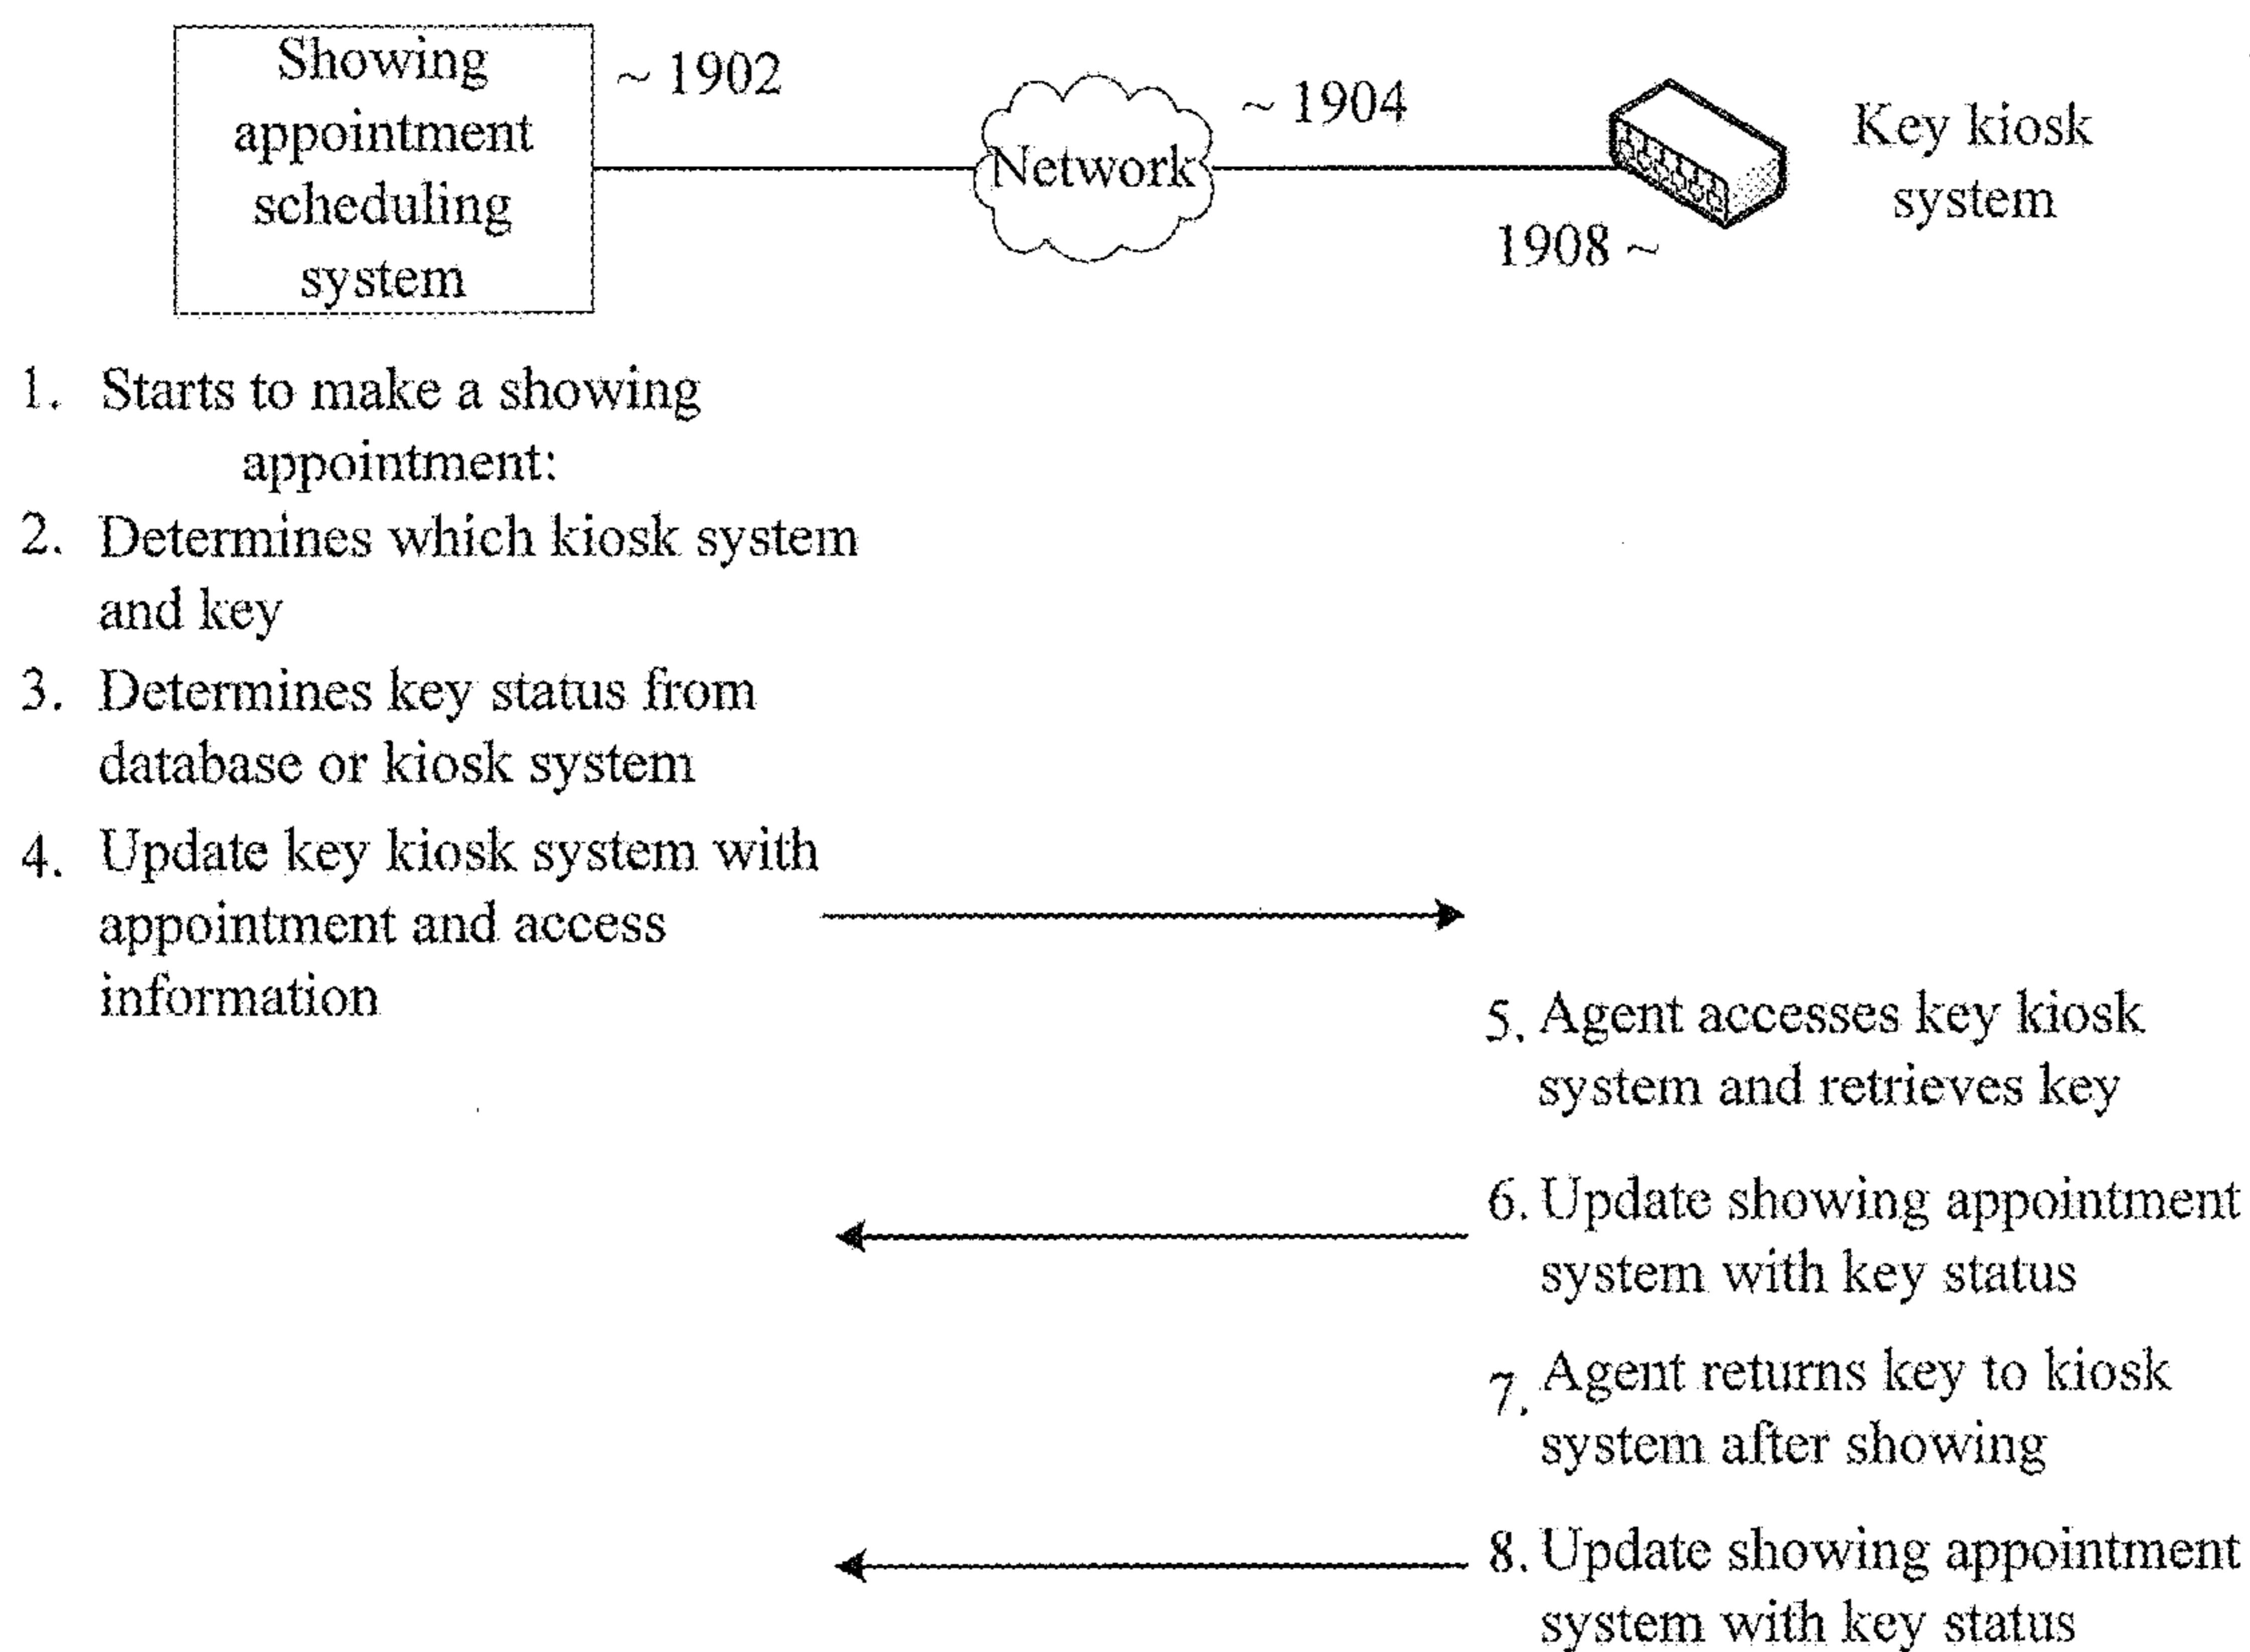 Showing
appointment
scheduling
system
~ 1902
Network
~ 1904
1908 ~
Key kiosk
system
1. Starts to make a showing
appointment:
2. Determines which kiosk system
and key
3. Determines key status from
database or kiosk system
4. Update key kiosk system with
appointment and access
information
5. Agent accesses key kiosk
system and retrieves key
6. Update showing appointment
system with key status
7. Agent returns key to kiosk
system after showing
8. Update showing appointment
system with key status